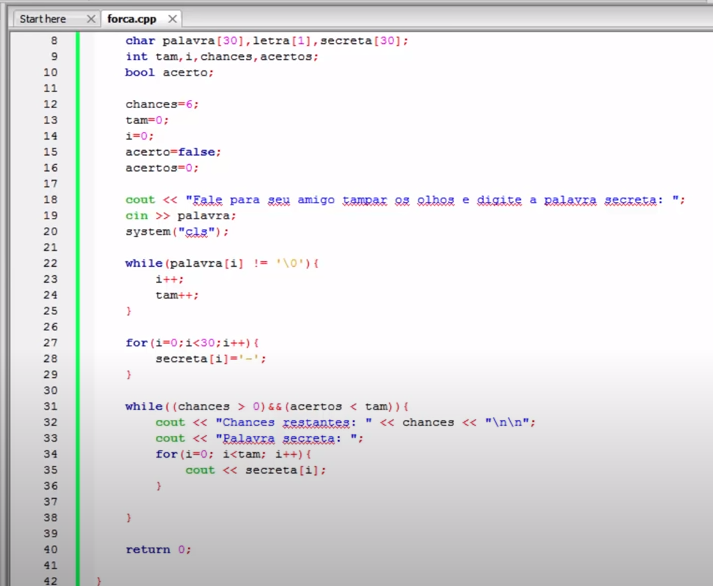 Start here × forca.cpp ×
8 char palavra[30],letra[1],secreta[30];
9 int tam,i,chances,acertos;
10 bool acerto;
11
12 chances=6;
13 tam=0;
14 i=0;
15 acerto=false;
16 acertos=0;
17
18 cout << "Fale para seu amigo tampar os olhos e digite a palavra secreta: ";
19 cin >> palavra;
20 system("cls");
21
22 while(palavra[i] != '\0'){
23 i++;
24 tam++;
25 }
26
27 for(i=0;i<30;i++){
28 secreta[i]='-';
29 }
30
31 while((chances > 0)&&(acertos < tam)){
32 cout << "Chances restantes: " << chances << "\n\n";
33 cout << "Palavra secreta: ";
34 for(i=0; i<tam; i++){
35 cout << secreta[i];
36 }
37
38 }
39
40 return 0;
41
42 }